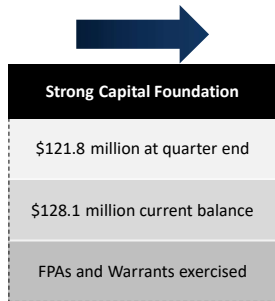 Strong Capital Foundation
$121.8 million at quarter end
$128.1 million current balance
FPAs and Warrants exercised